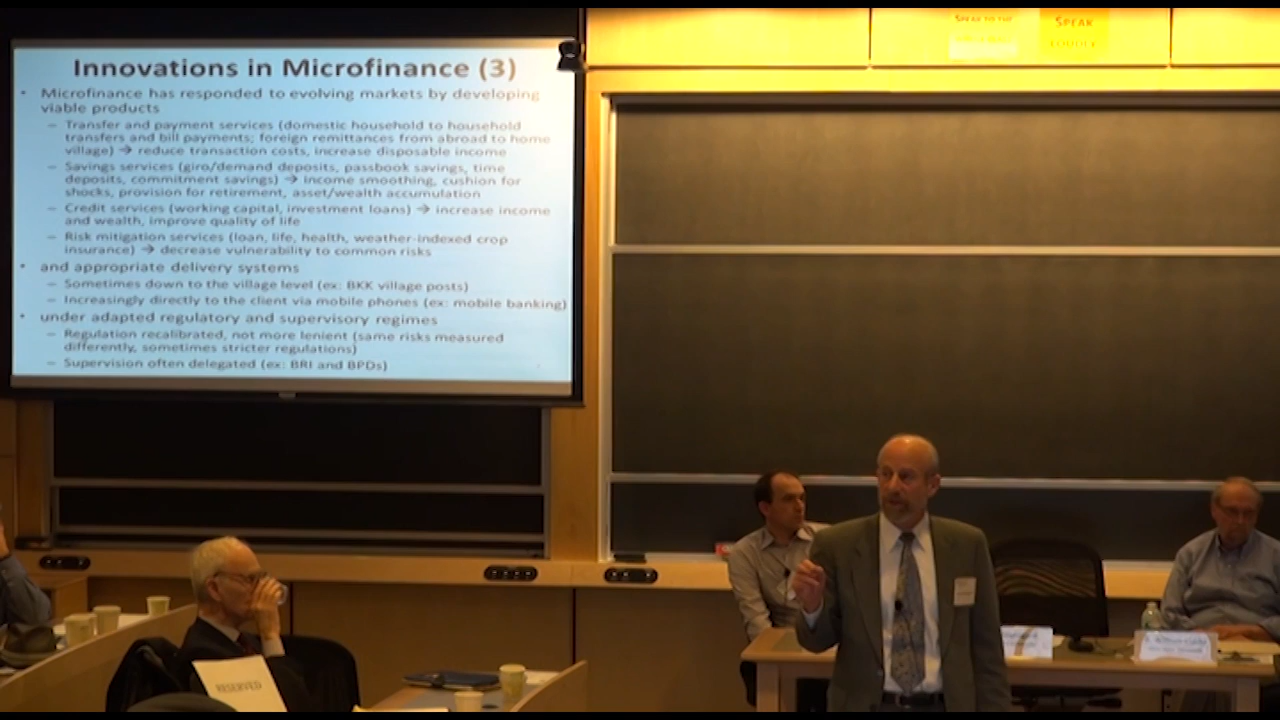 Innovations in Microfinance (3)
• Microfinance has responded to evolving markets by developing
viable products
– Transfer and payment services (domestic household to household
transfers and bill payments; foreign remittances from abroad to home
village) → reduce transaction costs, increase disposable income
– Savings services (giro/demand deposits, passbook savings, time
deposits, commitment savings) → income smoothing, cushion for
shocks, provision for retirement, asset/wealth accumulation
– Credit services (working capital, investment loans) → increase income
and wealth, improve quality of life
– Risk mitigation services (loan, life, health, weather-indexed crop
insurance) → decrease vulnerability to common risks
• and appropriate delivery systems
– Sometimes down to the village level (ex: BKK village posts)
– Increasingly directly to the client via mobile phones (ex: mobile banking)
• under adapted regulatory and supervisory regimes
– Regulation recalibrated, not more lenient (same risks measured
differently, sometimes stricter regulations)
– Supervision often delegated (ex: BRI and BPDs)
SPEAK TO THE
SPEAK
RESERVED